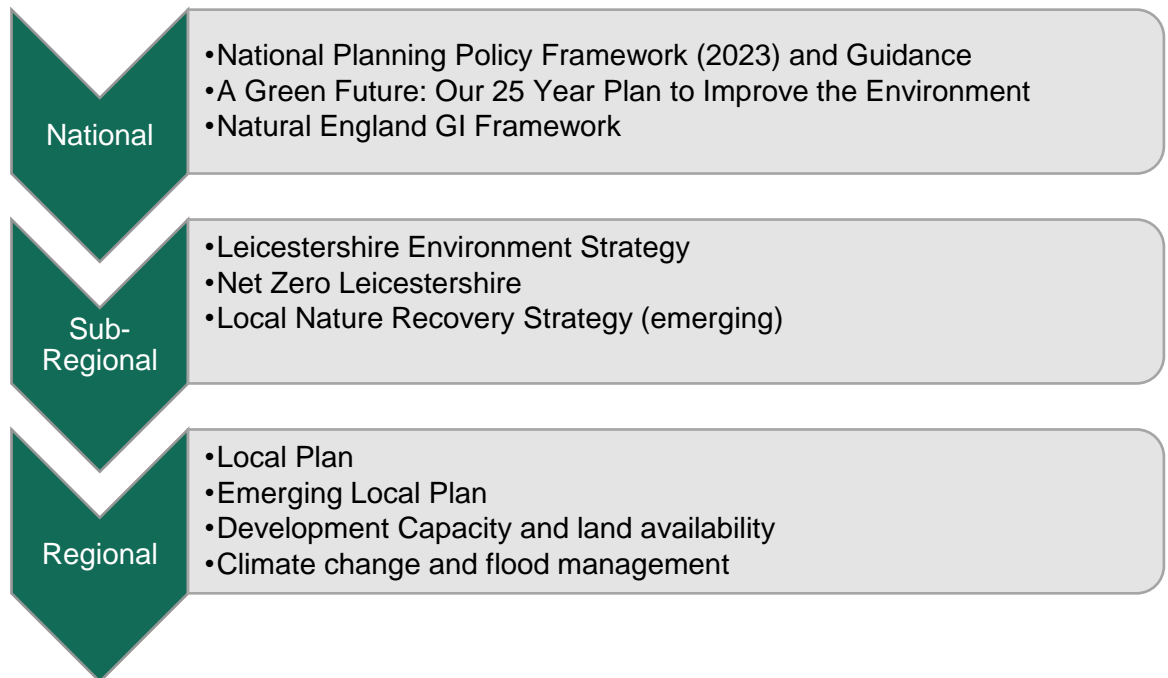 National
•National Planning Policy Framework (2023) and Guidance
•A Green Future: Our 25 Year Plan to Improve the Environment
•Natural England GI Framework
Sub-
Regional
•Leicestershire Environment Strategy
•Net Zero Leicestershire
•Local Nature Recovery Strategy (emerging)
Regional
•Local Plan
•Emerging Local Plan
•Development Capacity and land availability
•Climate change and flood management